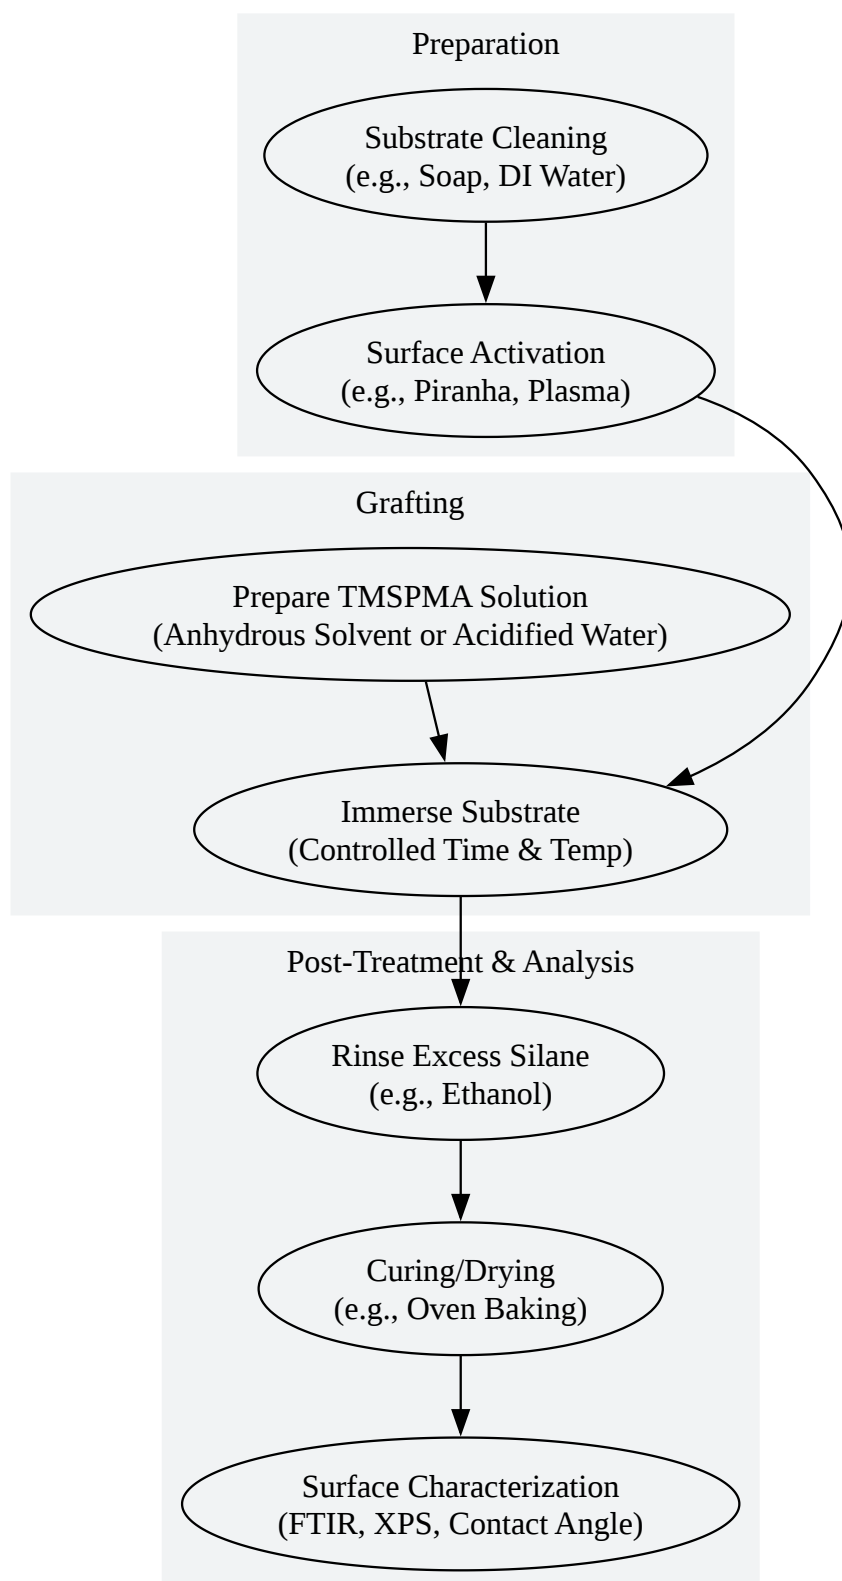 Preparation
Substrate Cleaning
(e.g., Soap, DI Water)
Surface Activation
(e.g., Piranha, Plasma)
Grafting
Prepare TMSPMA Solution
(Anhydrous Solvent or Acidified Water)
Immerse Substrate
(Controlled Time & Temp)
Post-Treatment & Analysis
Rinse Excess Silane
(e.g., Ethanol)
Curing/Drying
(e.g., Oven Baking)
Surface Characterization
(FTIR, XPS, Contact Angle)